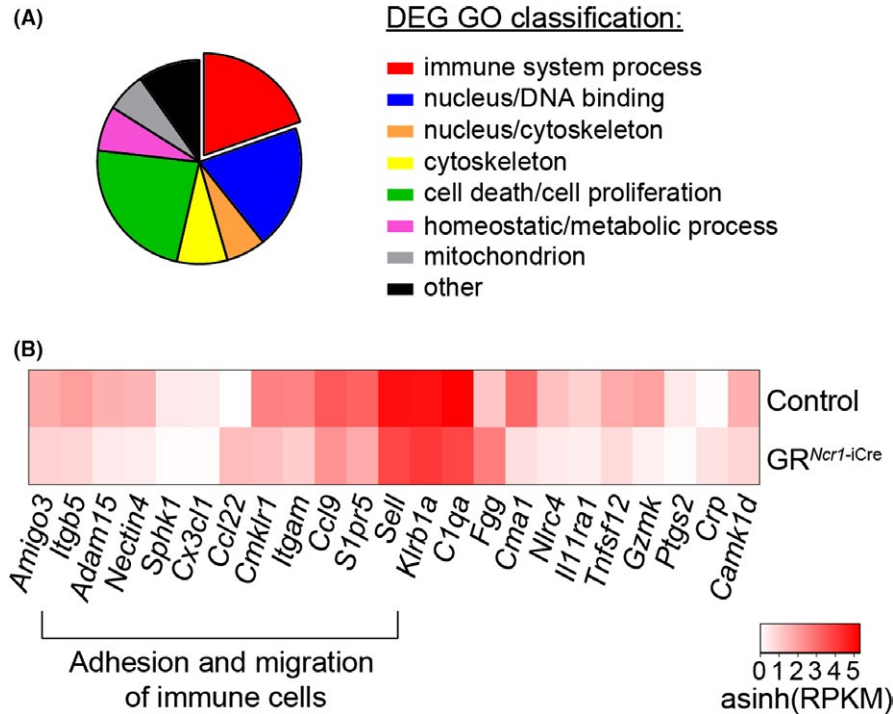 (A)
DEG GO classification:
immune system process
nucleus/DNA binding
nucleus/cytoskeleton
cytoskeleton
cell death/cell proliferation
homeostatic/metabolic process
mitochondrion
other
(B)
Control
GR^Ncr1-iCre
Amigo3
Itgb5
Adam15
Nectin4
Sphk1
Cx3cl1
Ccl22
Cmklr1
Itgam
Ccl9
S1pr5
Sell
Klrb1a
C1qa
Fgg
Cma1
Nlrc4
Il11ra1
Tnfsf12
Gzmk
Ptgs2
Crp
Camk1d
Adhesion and migration
of immune cells
0 1 2 3 4 5
asinh(RPKM)